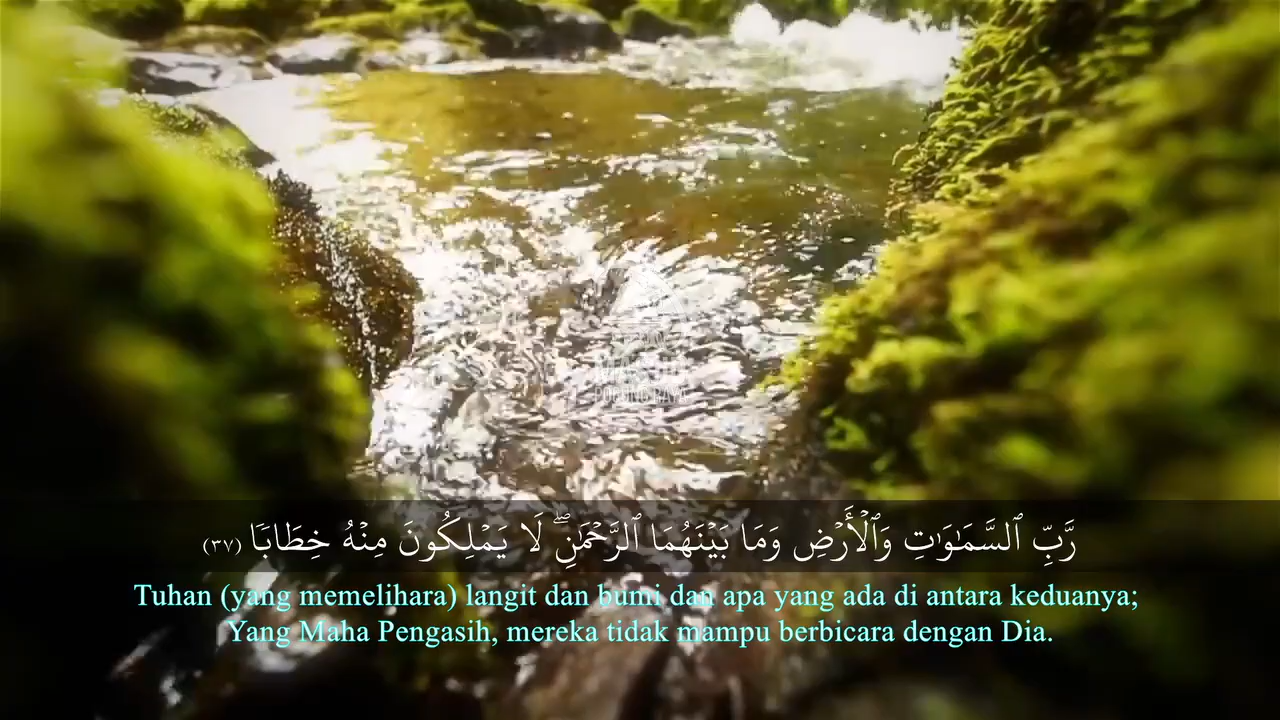 رَّبِّ ٱلسَّمَـٰوَٰتِ وَٱلْأَرْضِ وَمَا بَيْنَهُمَا ٱلرَّحْمَـٰنِ ۖ لَا يَمْلِكُونَ مِنْهُ خِطَابًا (٣٧)
Tuhan (yang memelihara) langit dan bumi dan apa yang ada di antara keduanya;
Yang Maha Pengasih, mereka tidak mampu berbicara dengan Dia.